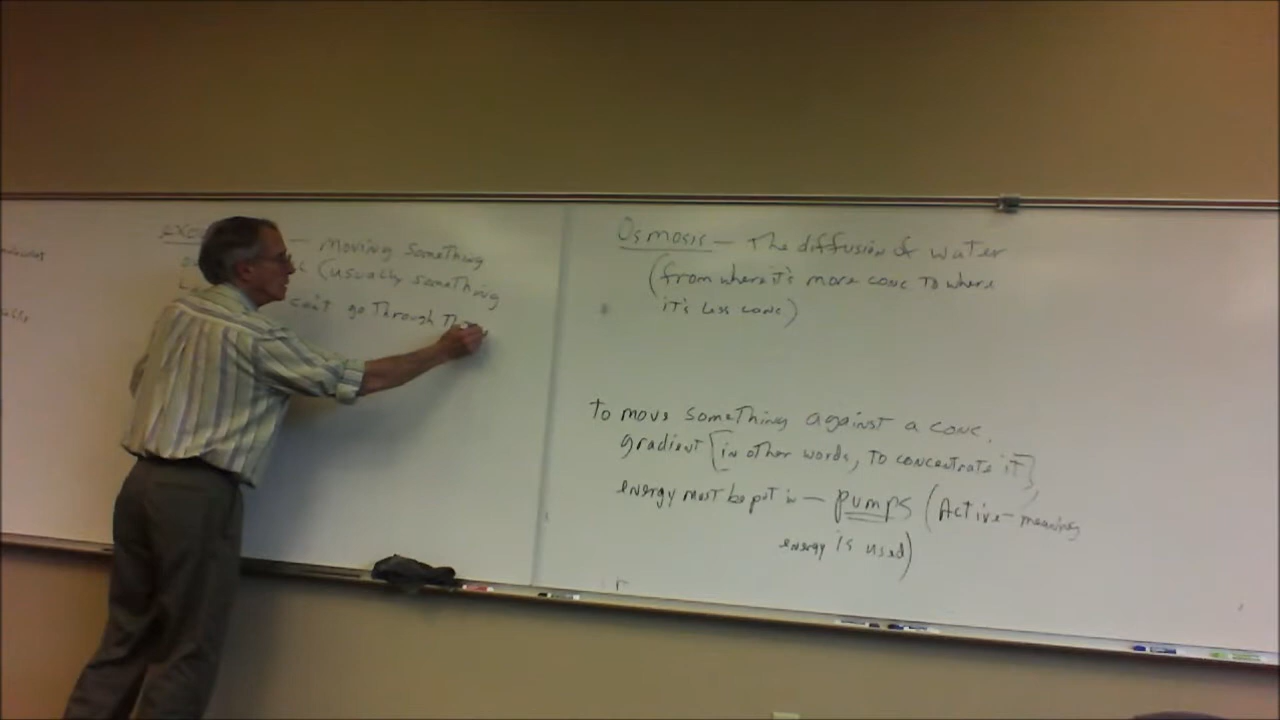 — moving something
(usually something
can't go through the
Osmosis — The diffusion of water
(from where it's more conc to where
it's less conc)
To move something against a conc.
gradient [in other words, to concentrate it],
energy must be put in — pumps (Active — meaning
energy is used)